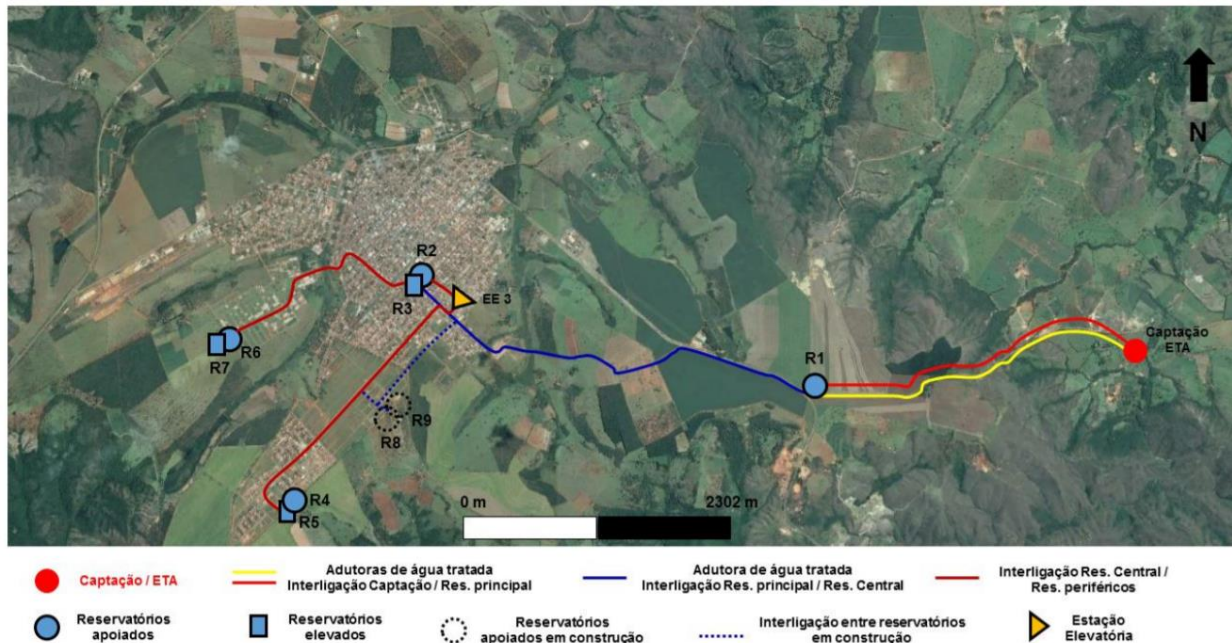 N
Captação
ETA
R2
R3
EE 3
R1
R6
R7
R9
R8
R4
R5
0 m
2302 m
Captação / ETA
Adutoras de água tratada
Interligação Captação / Res. principal
Adutora de água tratada
Interligação Res. principal / Res. Central
Interligação Res. Central /
Res. periféricos
Reservatórios
apoiados
Reservatórios
elevados
Reservatórios
apoiados em construção
Interligação entre reservatórios
em construção
Estação
Elevatória